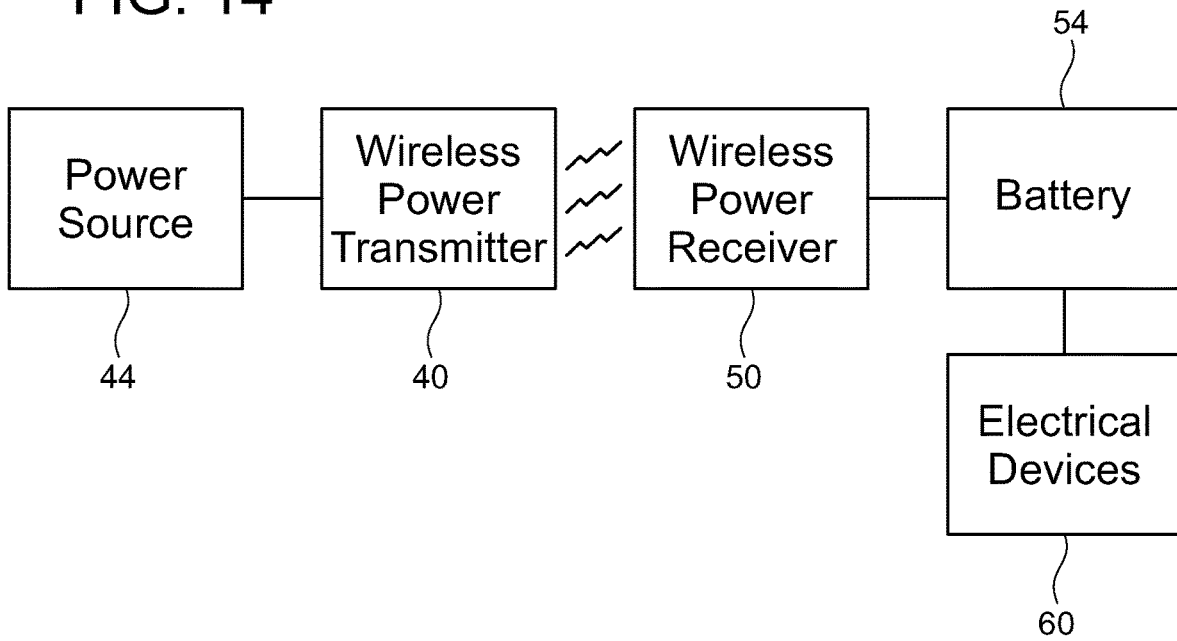 FIG. 14
54
Power
Source
Wireless
Power
Transmitter
Wireless
Power
Receiver
Battery
44
40
50
Electrical
Devices
60